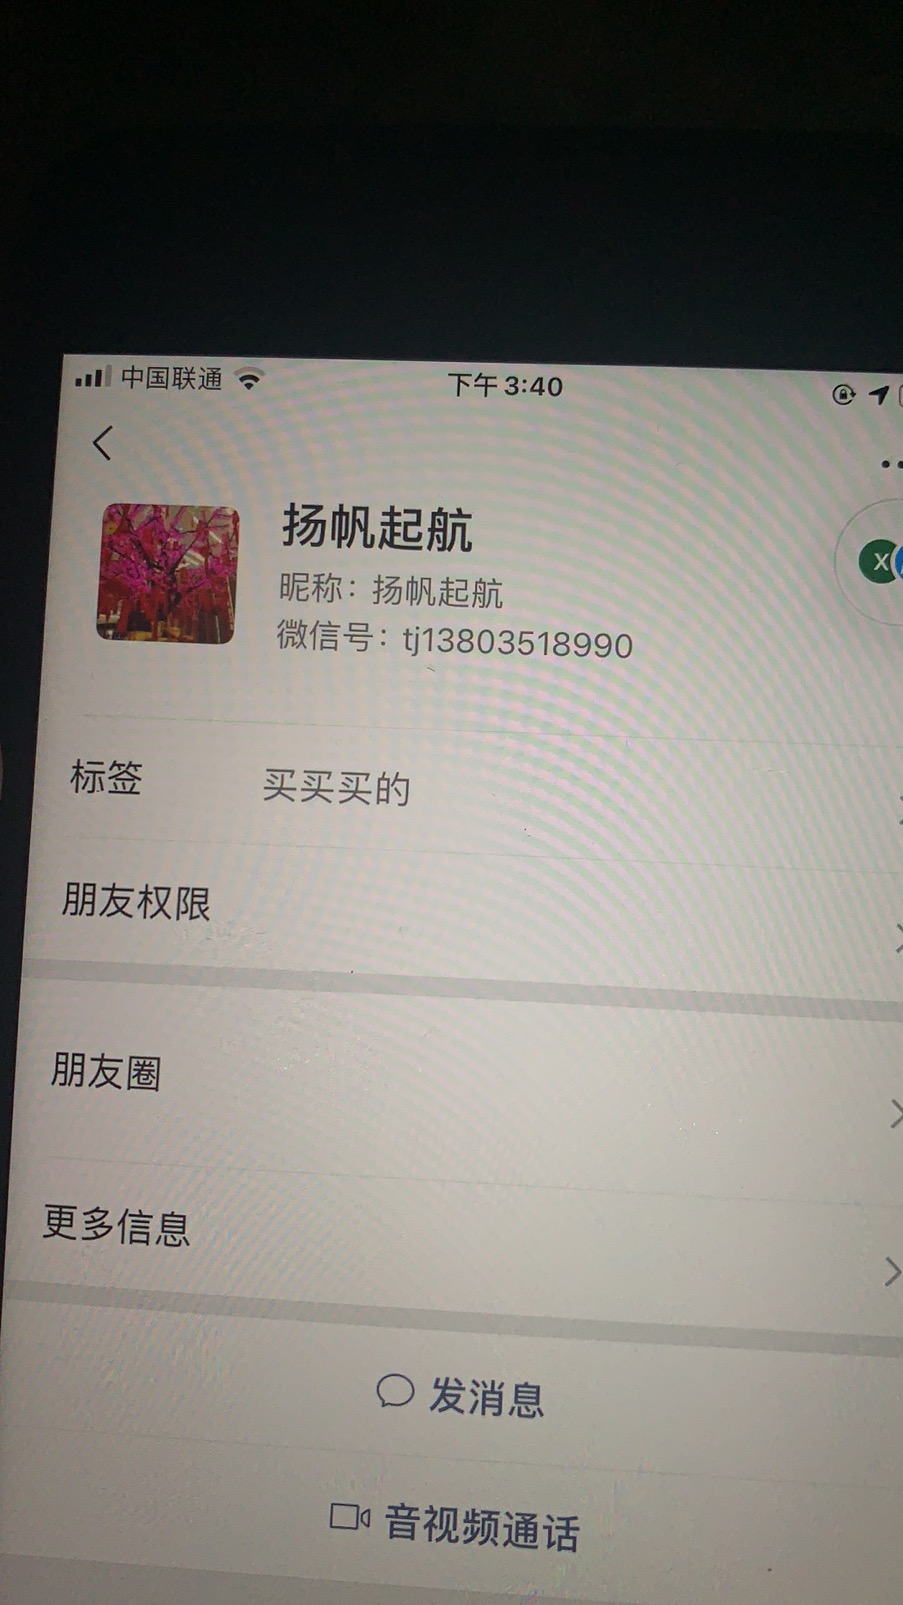 中国联通
下午3:40
扬帆起航
昵称：扬帆起航
微信号：tj13803518990
X
标签 买买买的
朋友权限
朋友圈
更多信息
发消息
音视频通话